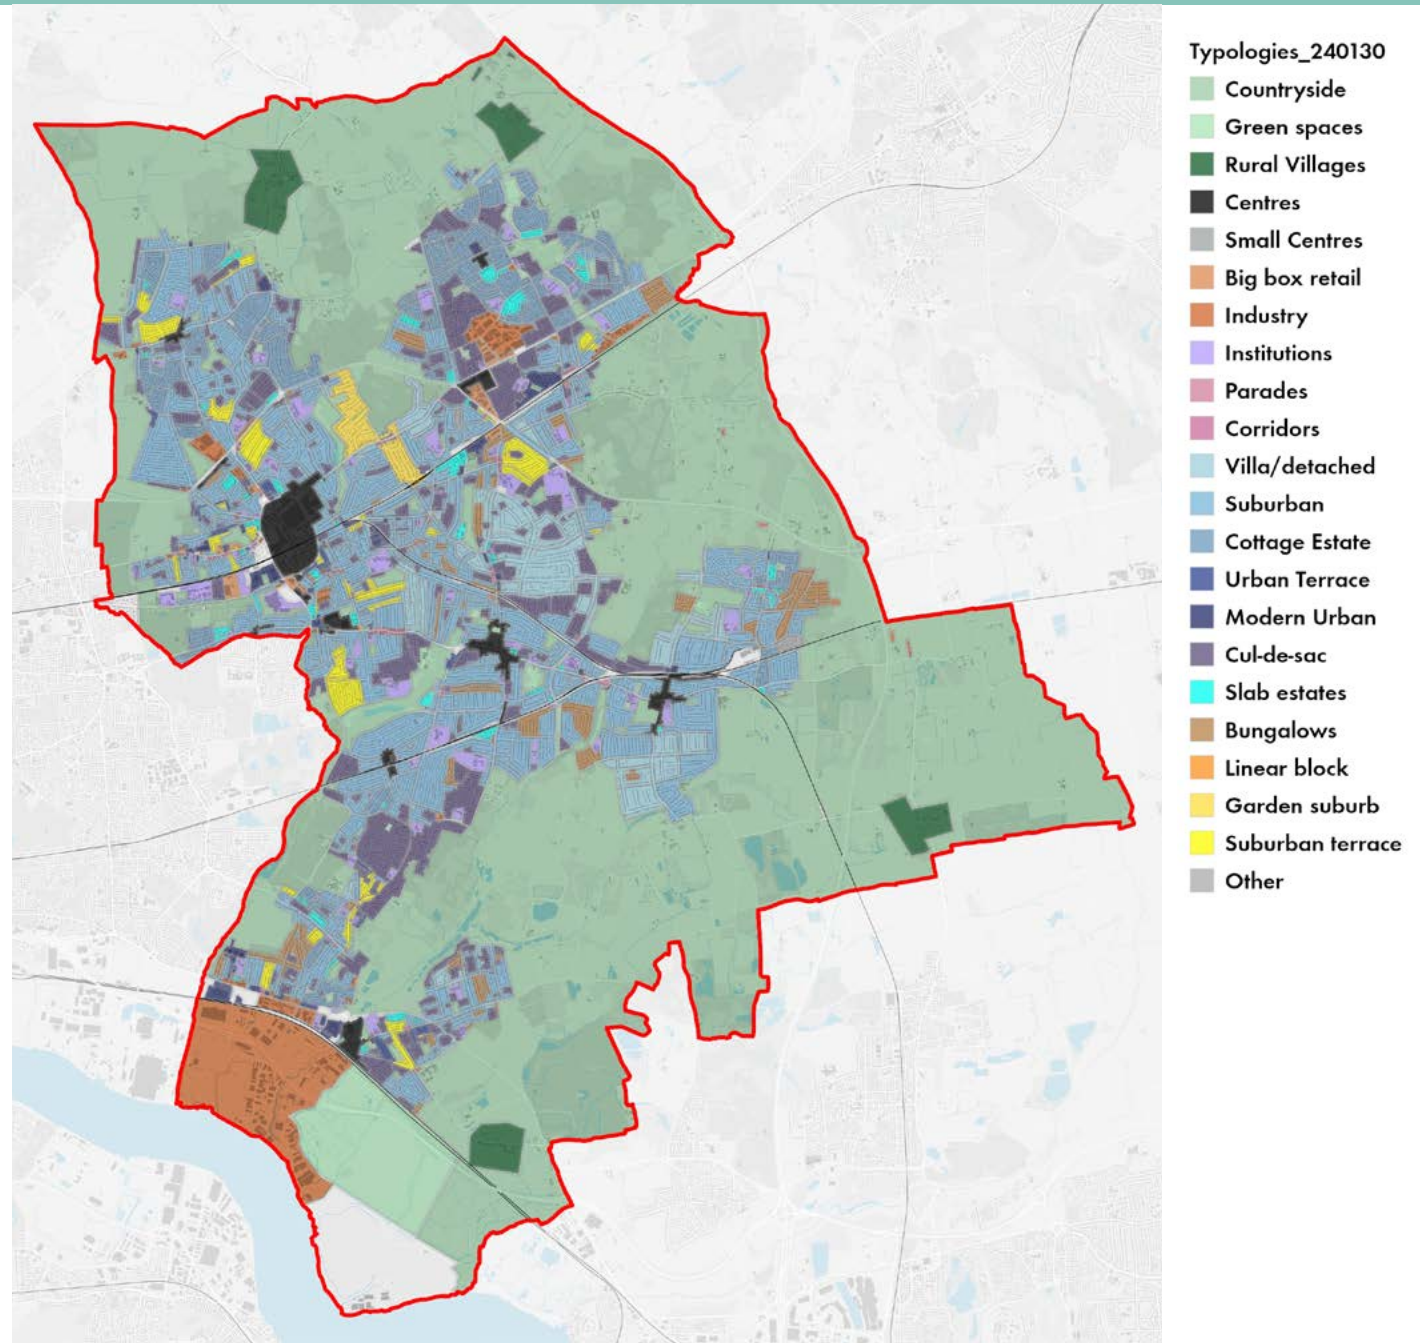 Typologies_240130
Countryside
Green spaces
Rural Villages
Centres
Small Centres
Big box retail
Industry
Institutions
Parades
Corridors
Villa/detached
Suburban
Cottage Estate
Urban Terrace
Modern Urban
Cul-de-sac
Slab estates
Bungalows
Linear block
Garden suburb
Suburban terrace
Other